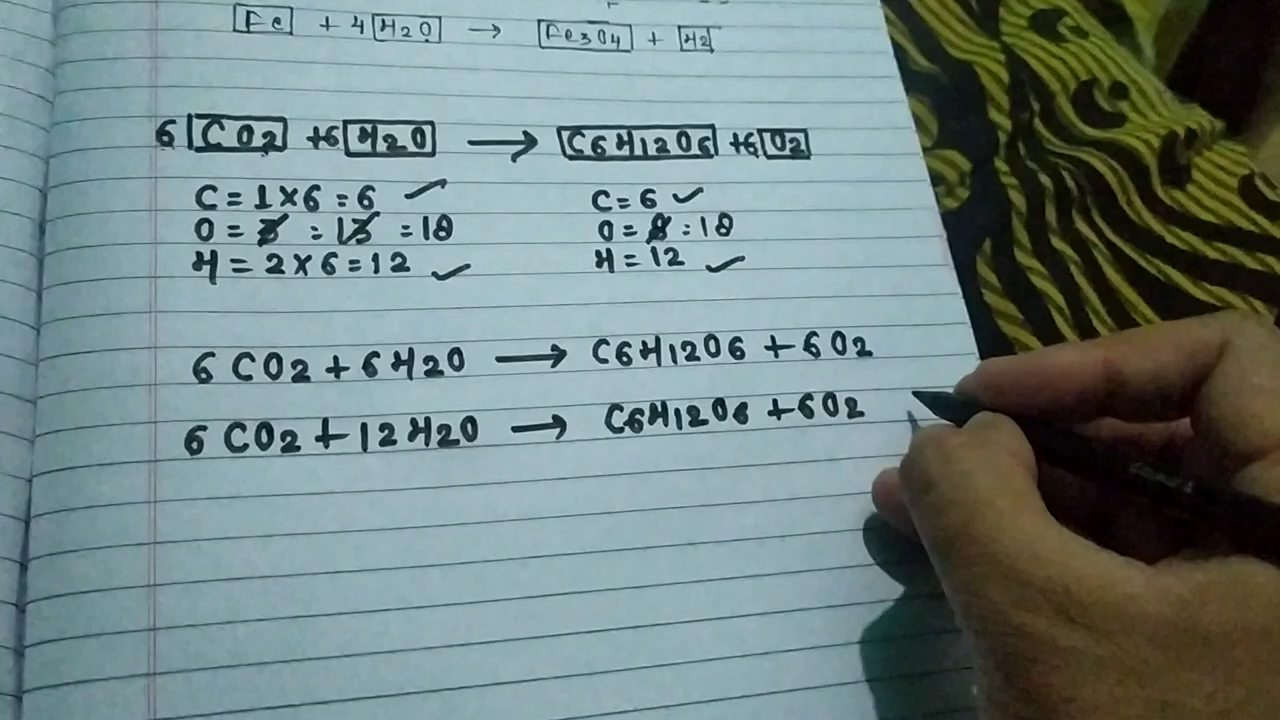 Fe + 4 H2O → Fe3O4 + H2
6 CO2 + 6 H2O → C6H12O6 + 6 O2
C = 1 × 6 = 6 ✓ C = 6 ✓
O = 3 = 13 = 18 O = 8 = 18
H = 2 × 6 = 12 ✓ H = 12 ✓
6 CO2 + 6 H2O → C6H12O6 + 6 O2
6 CO2 + 12 H2O → C6H12O6 + 6 O2